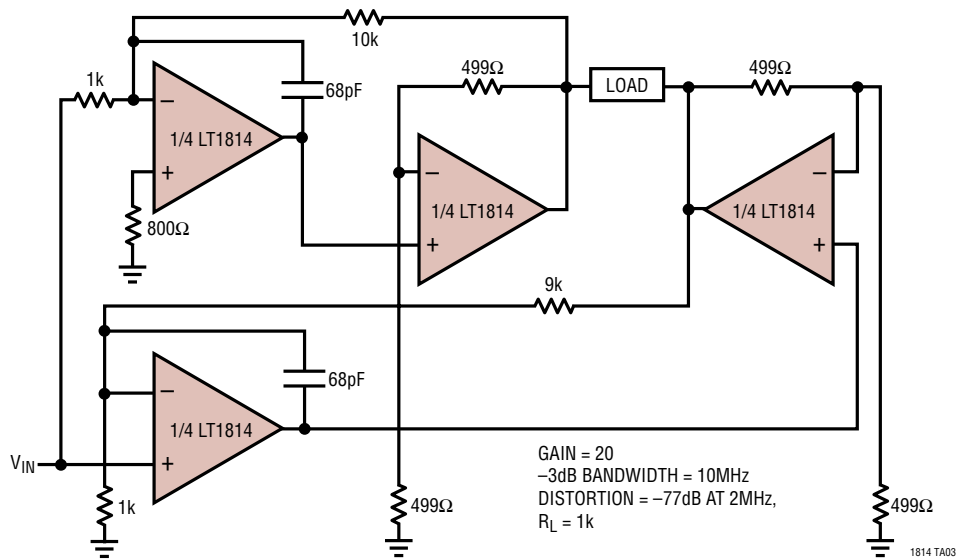 10k
1k
68pF
−
1/4 LT1814
+
800Ω
499Ω
LOAD
499Ω
−
1/4 LT1814
+
−
1/4 LT1814
+
9k
68pF
−
1/4 LT1814
+
VIN
1k
499Ω
499Ω
GAIN = 20
–3dB BANDWIDTH = 10MHz
DISTORTION = –77dB AT 2MHz,
RL = 1k
1814 TA03